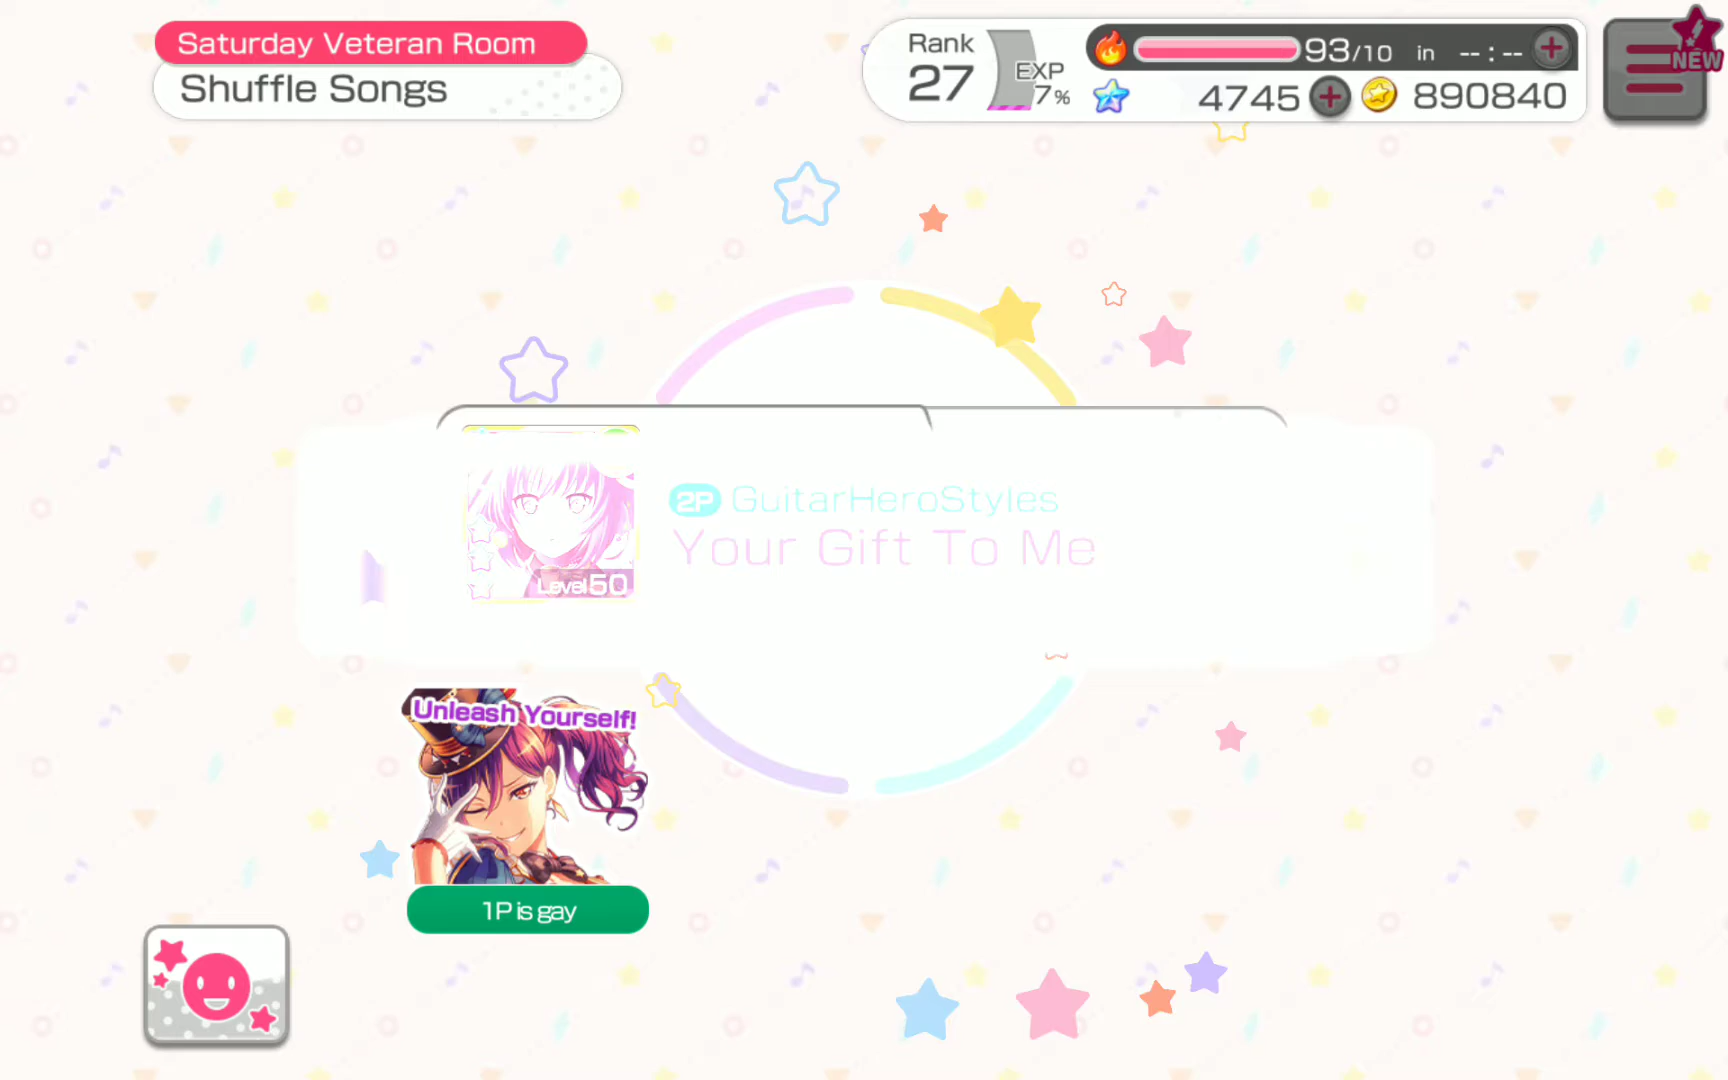 Saturday Veteran Room
Shuffle Songs
Rank
27
EXP
7%
93/10 in --:--
4745
890840
NEW
2P GuitarHeroStyles
Your Gift To Me
Level 50
Unleash Yourself!
1P is gay